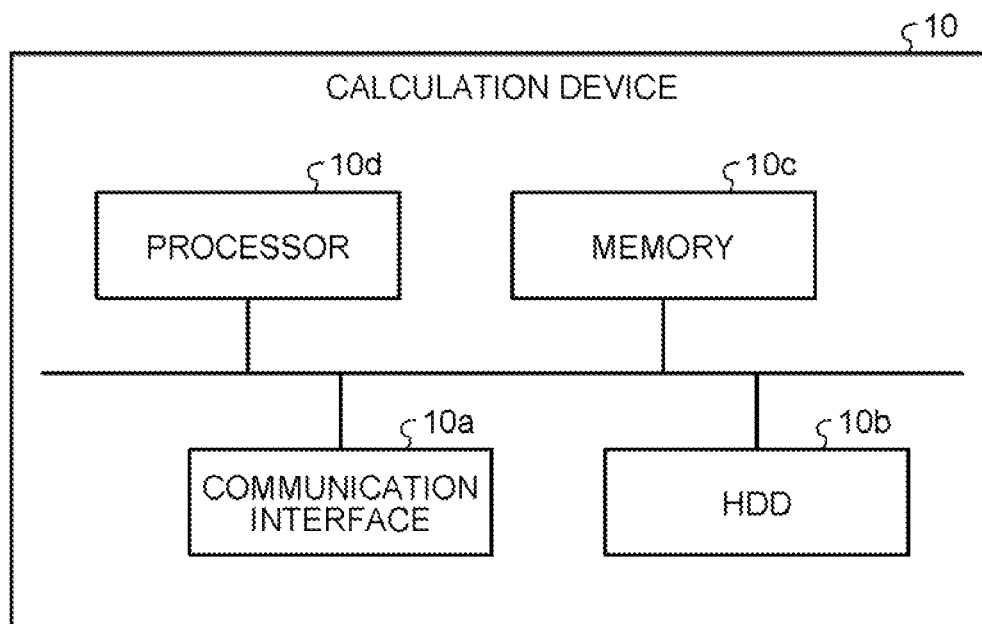 10
CALCULATION DEVICE
10d
10c
PROCESSOR
MEMORY
10a
10b
COMMUNICATION
INTERFACE
HDD